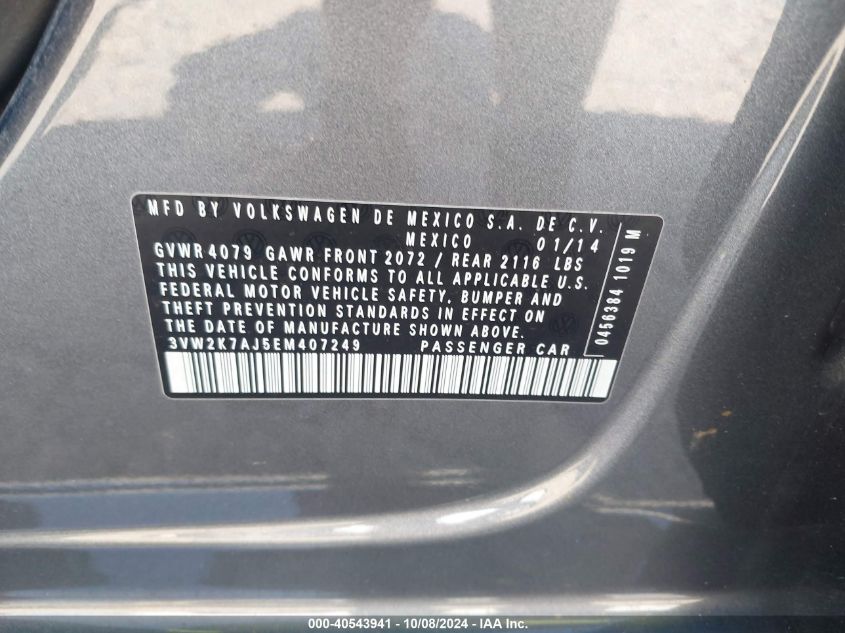 MFD BY VOLKSWAGEN DE MEXICO S.A. DE C.V.
MEXICO 01/14
GVWR 4079 GAWR FRONT 2072 / REAR 2116 LBS
THIS VEHICLE CONFORMS TO ALL APPLICABLE U.S.
FEDERAL MOTOR VEHICLE SAFETY, BUMPER AND
THEFT PREVENTION STANDARDS IN EFFECT ON
THE DATE OF MANUFACTURE SHOWN ABOVE.
3VW2K7AJ5EM407249 PASSENGER CAR
0456384 1019 M
000-40543941 - 10/08/2024 - IAA Inc.